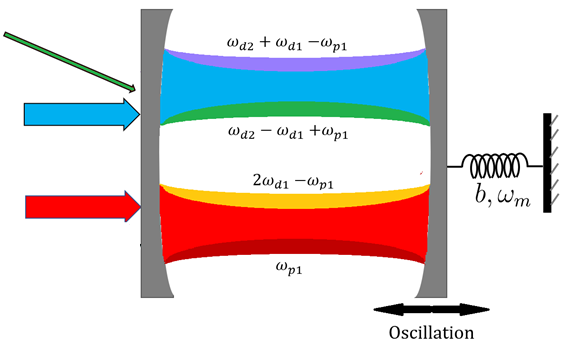 ω_{d2} + ω_{d1} − ω_{p1}
ω_{d2} − ω_{d1} + ω_{p1}
2ω_{d1} − ω_{p1}
b, ω_m
ω_{p1}
Oscillation